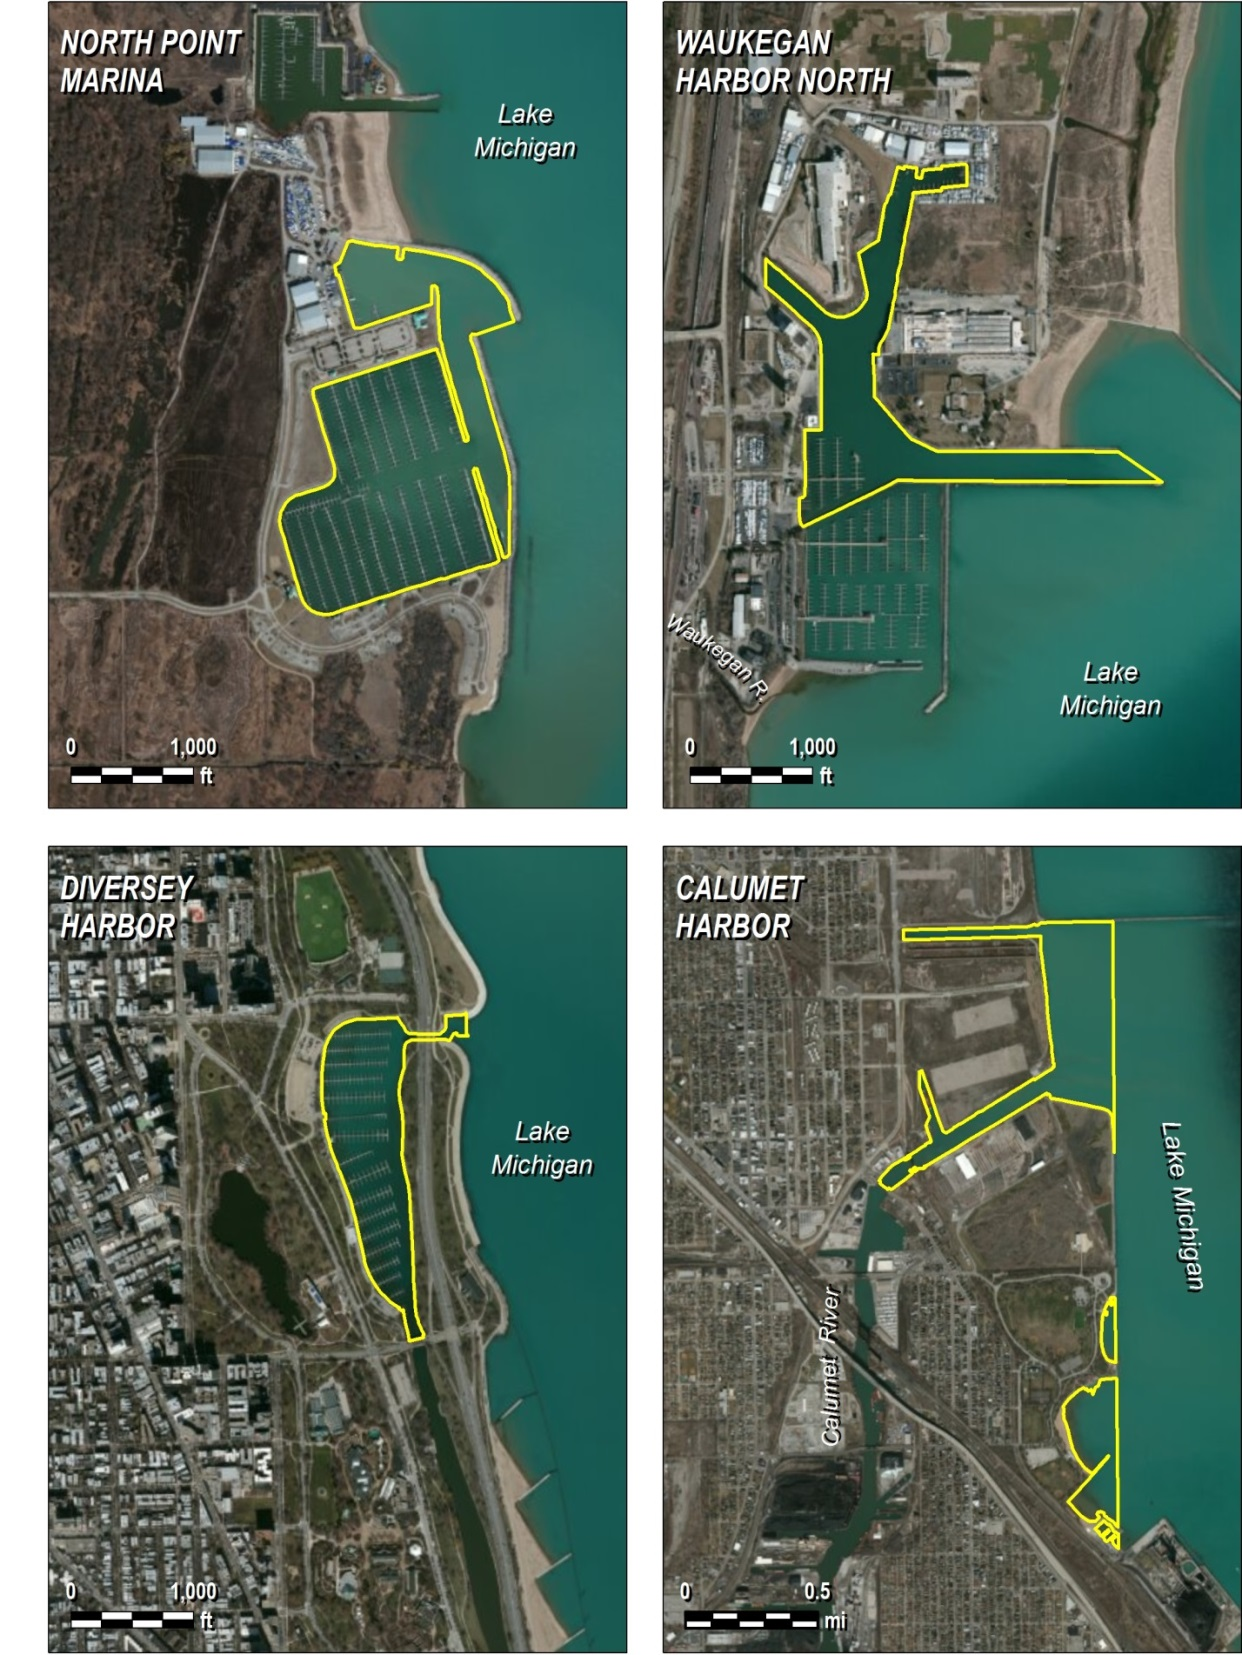 NORTH POINT
MARINA
Lake
Michigan
0 1,000
ft
WAUKEGAN
HARBOR NORTH
Waukegan R.
Lake
Michigan
0 1,000
ft
DIVERSEY
HARBOR
Lake
Michigan
0 1,000
ft
CALUMET
HARBOR
Lake Michigan
Calumet River
0 0.5
mi